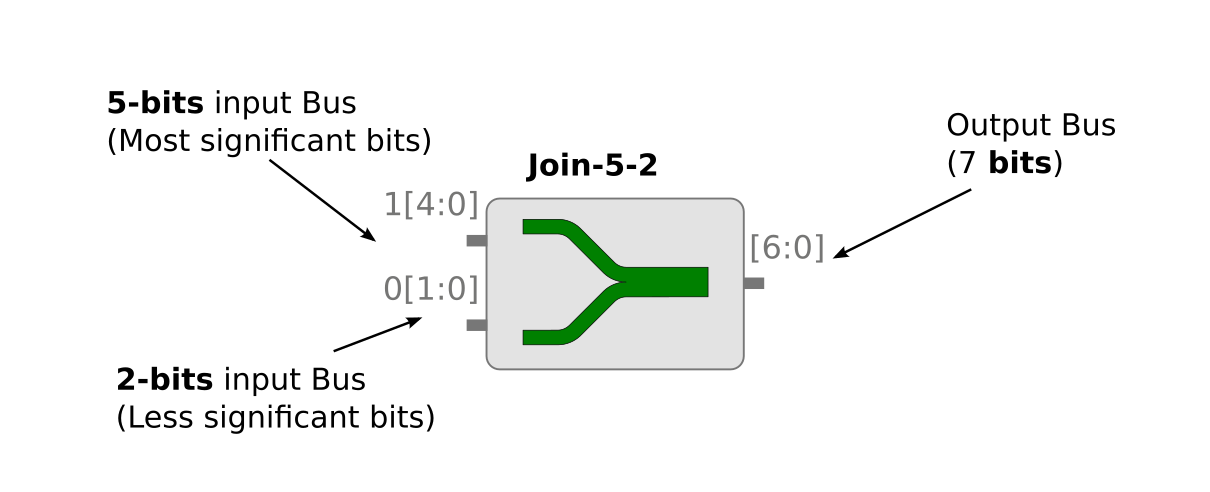 5-bits input Bus
(Most significant bits)
Output Bus
(7 bits)
Join-5-2
1[4:0]
[6:0]
0[1:0]
2-bits input Bus
(Less significant bits)